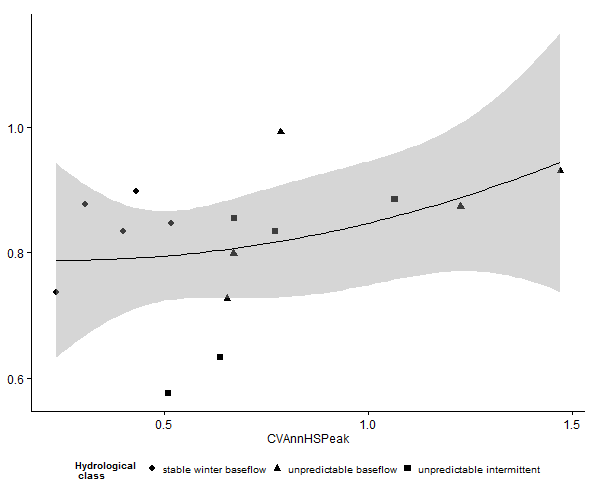 1.0
0.8
0.6
0.5
1.0
1.5
CVAnnHSPeak
Hydrological
class
stable winter baseflow
unpredictable baseflow
unpredictable intermittent